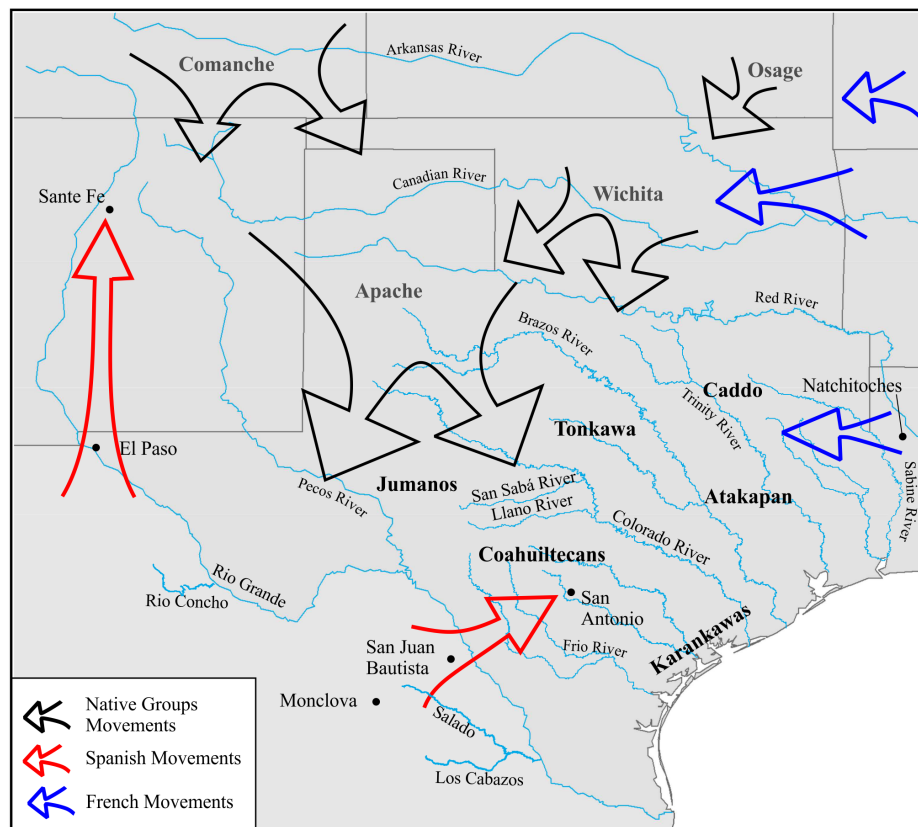 Arkansas River
Comanche
Osage
Sante Fe
Canadian River
Wichita
Apache
Red River
Brazos River
Caddo
Natchitoches
Trinity River
El Paso
Tonkawa
Jumanos
Pecos River
San Sabá River
Llano River
Atakapan
Sabine River
Colorado River
Coahuiltecans
Rio Grande
Rio Concho
San
Antonio
Karankawas
San Juan
Bautista
Frio River
Monclova
Salado
Los Cabazos
Native Groups
Movements
Spanish Movements
French Movements